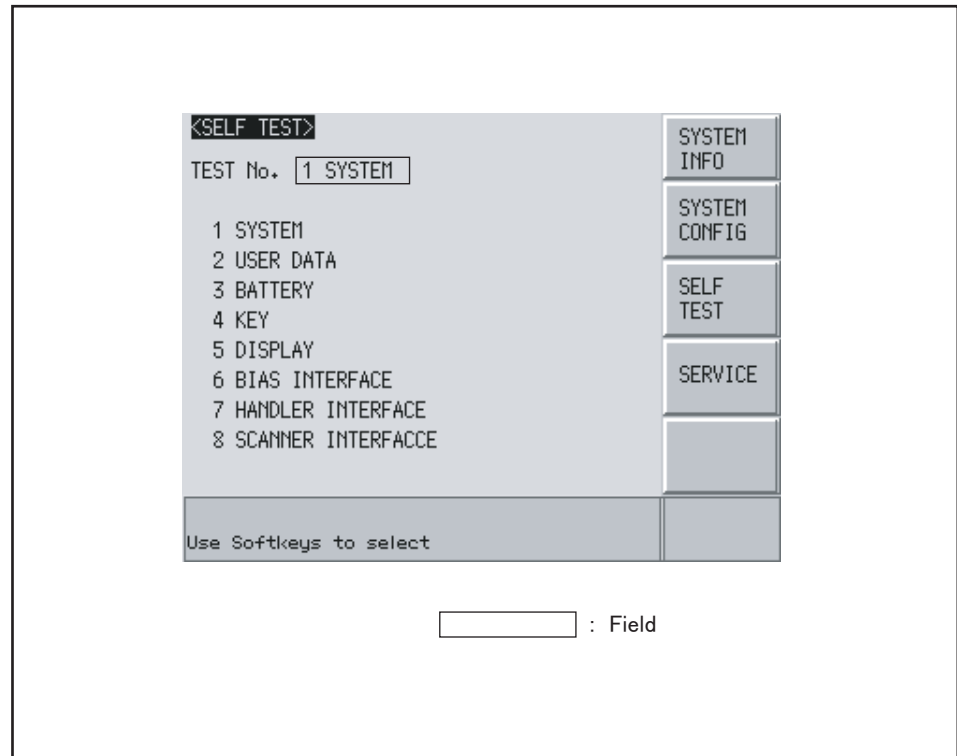 <SELF TEST>
TEST No. 1 SYSTEM
1 SYSTEM
2 USER DATA
3 BATTERY
4 KEY
5 DISPLAY
6 BIAS INTERFACE
7 HANDLER INTERFACE
8 SCANNER INTERFACCE
Use Softkeys to select
SYSTEM
INFO
SYSTEM
CONFIG
SELF
TEST
SERVICE
: Field